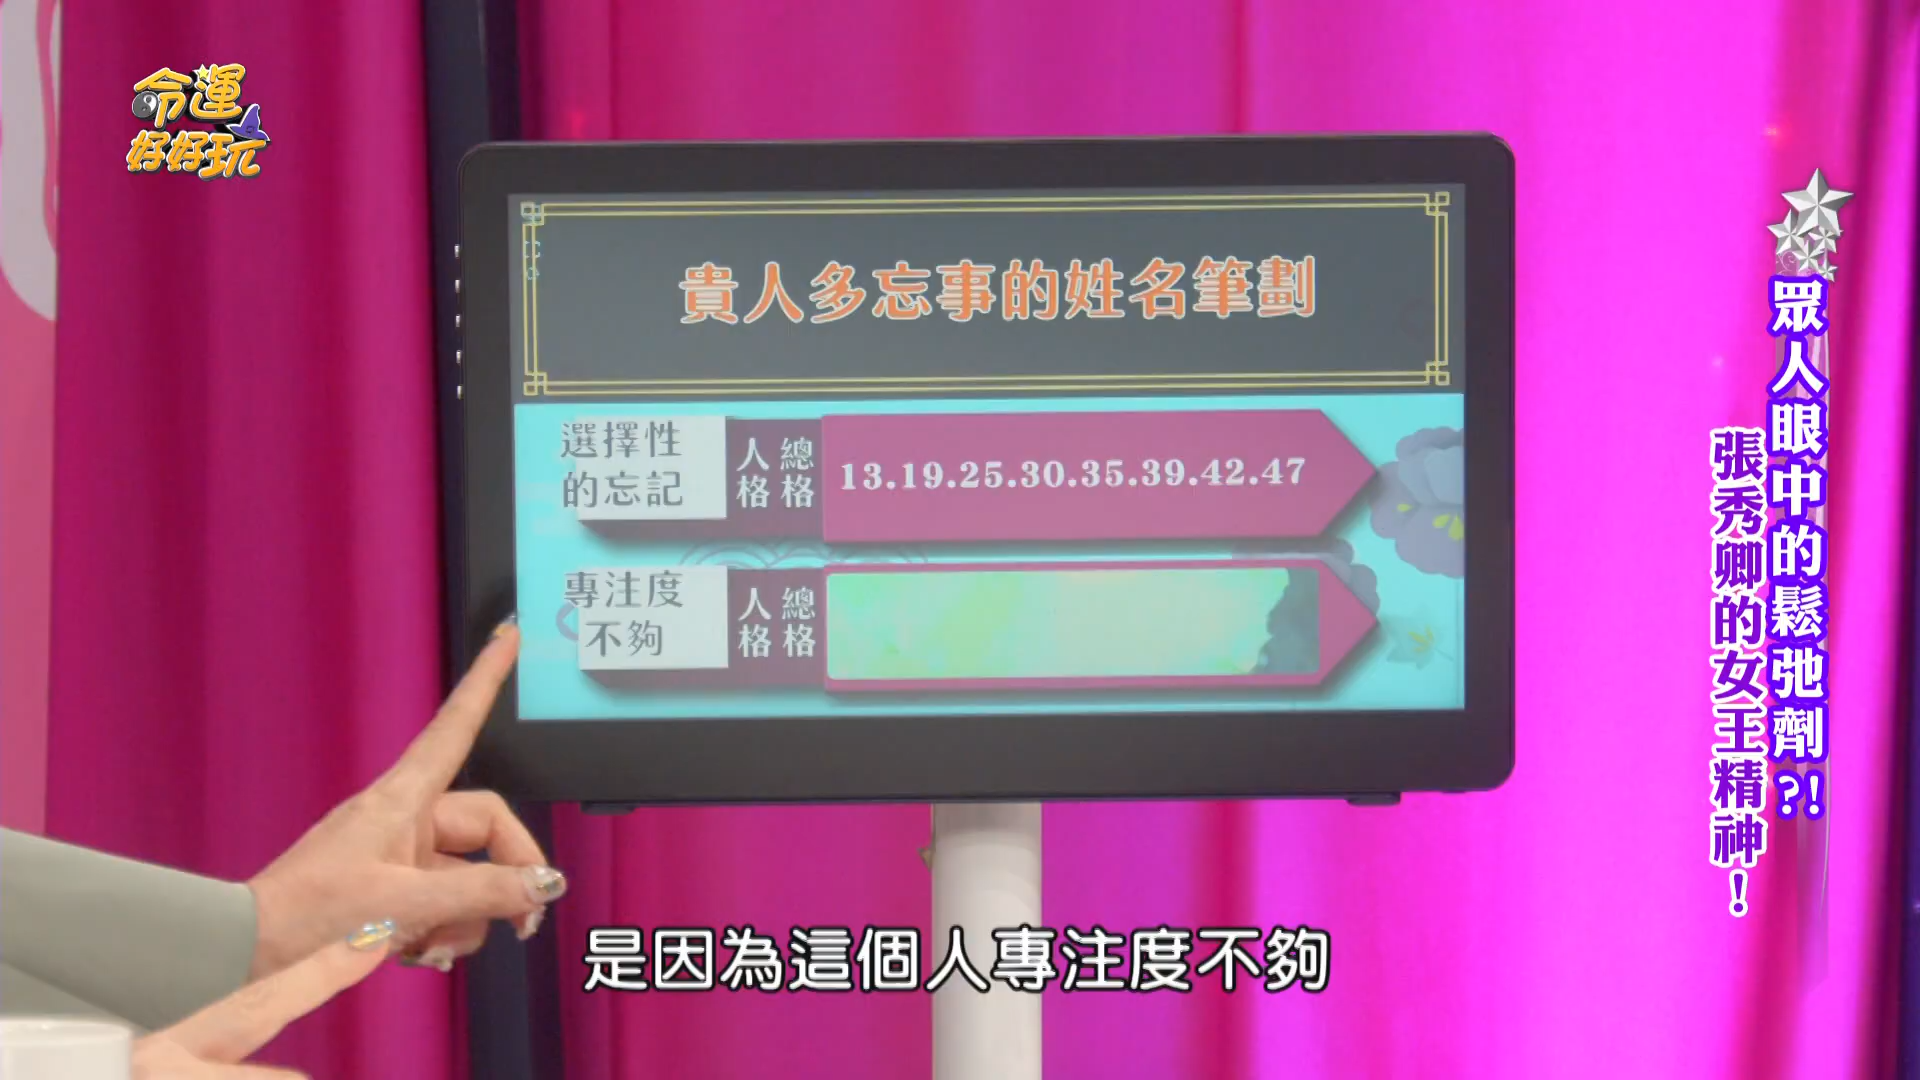 命運
好好玩
貴人多忘事的姓名筆劃
選擇性
的忘記
人格
總格
13.19.25.30.35.39.42.47
專注度
不夠
人格
總格
眾人眼中的鬆弛劑?!
張秀卿的女王精神!
是因為這個人專注度不夠